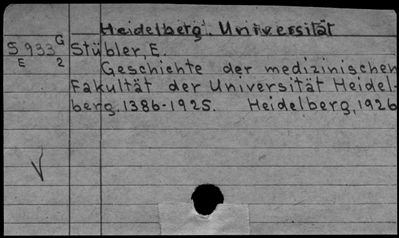 Heidelberg. Universität
S 933 G Stübler, E.
E 2
Geschichte der medizinischen
Fakultät der Universität Heidel-
berg. 1386-1925. Heidelberg, 1926